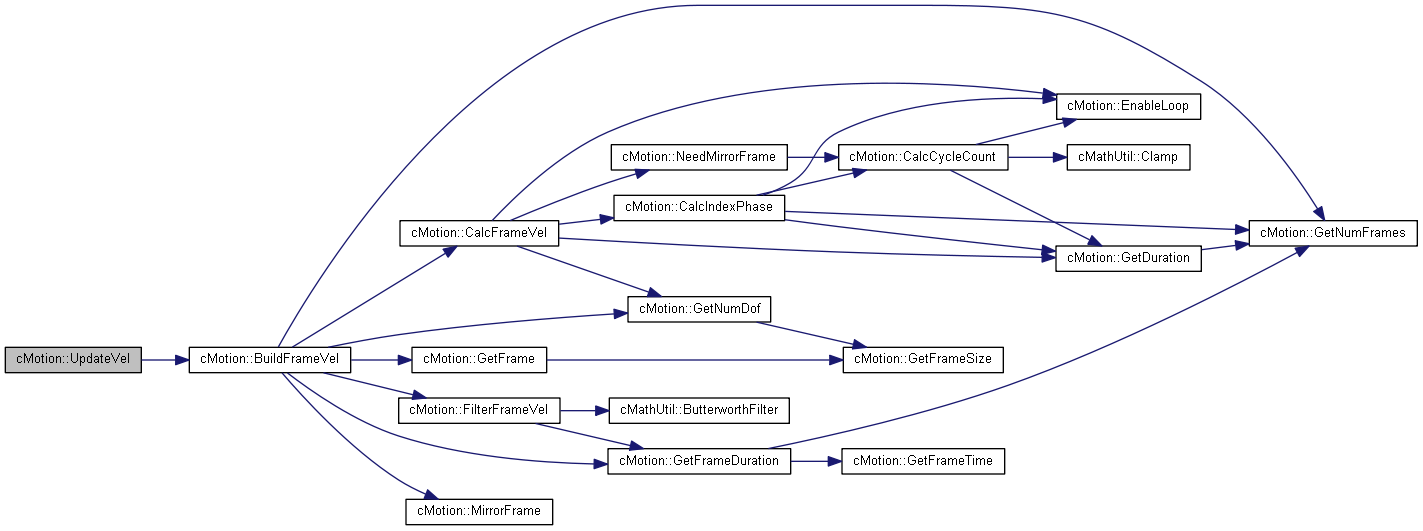 cMotion::EnableLoop
cMotion::NeedMirrorFrame
cMotion::CalcCycleCount
cMathUtil::Clamp
cMotion::CalcIndexPhase
cMotion::CalcFrameVel
cMotion::GetNumFrames
cMotion::GetDuration
cMotion::GetNumDof
cMotion::UpdateVel
cMotion::BuildFrameVel
cMotion::GetFrame
cMotion::GetFrameSize
cMotion::FilterFrameVel
cMathUtil::ButterworthFilter
cMotion::GetFrameDuration
cMotion::GetFrameTime
cMotion::MirrorFrame